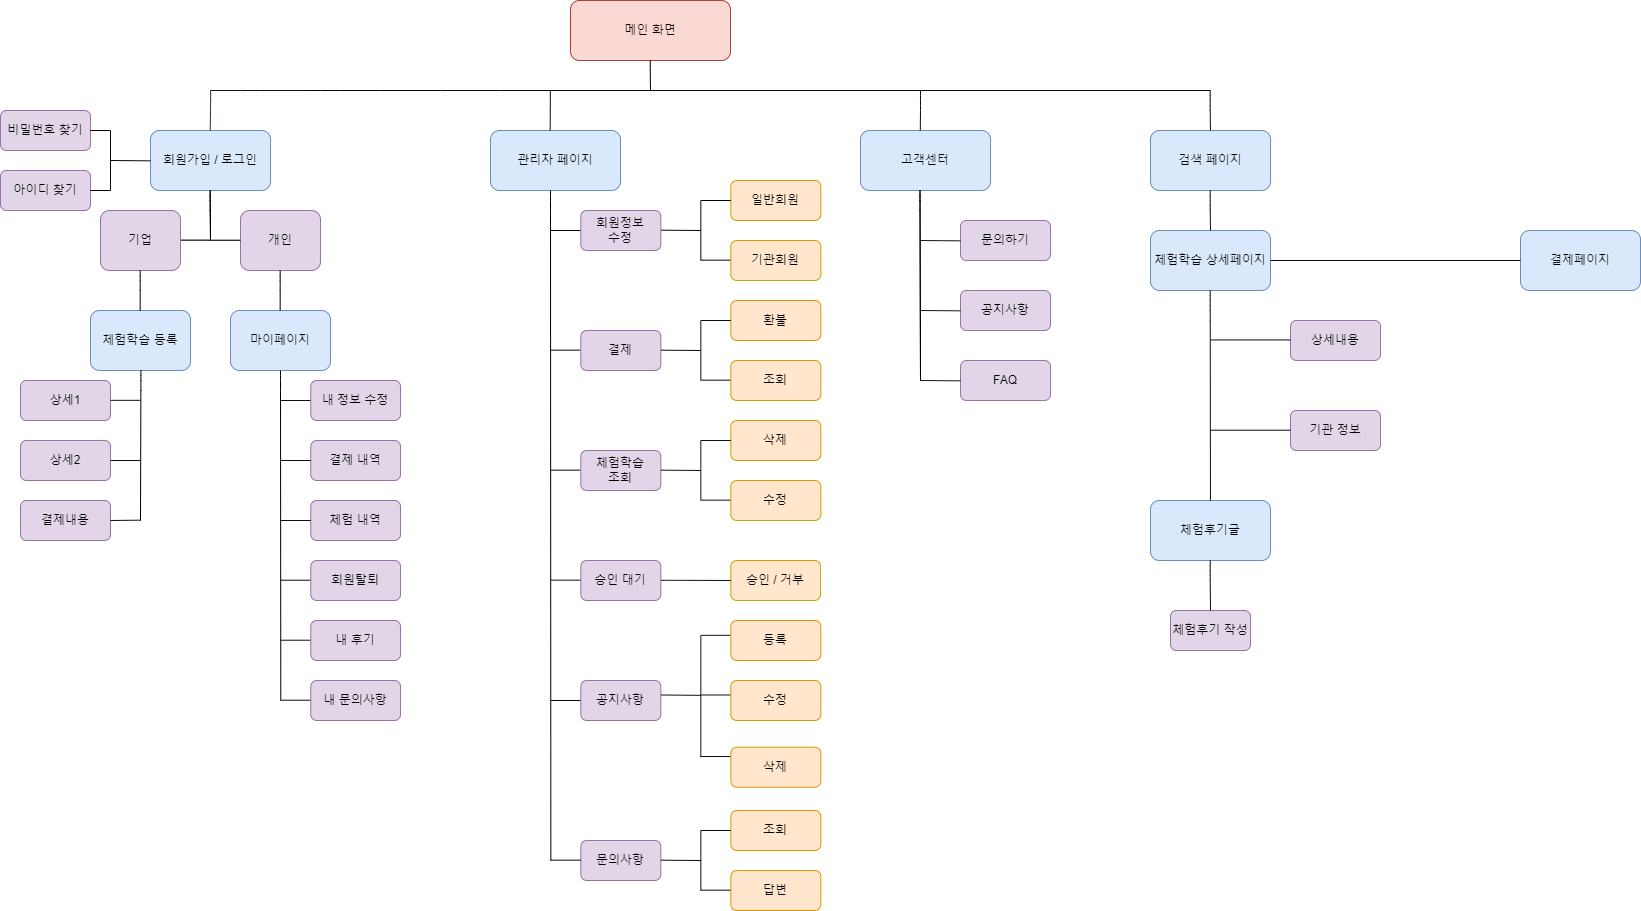 메인 화면
비밀번호 찾기
아이디 찾기
회원가입 / 로그인
기업
개인
체험학습 등록
상세1
상세2
결제내용
마이페이지
내 정보 수정
결제 내역
체험 내역
회원탈퇴
내 후기
내 문의사항
관리자 페이지
회원정보
수정
일반회원
기관회원
결제
환불
조회
체험학습
조회
삭제
수정
승인 대기
승인 / 거부
공지사항
등록
수정
삭제
문의사항
조회
답변
고객센터
문의하기
공지사항
FAQ
검색 페이지
체험학습 상세페이지
결제페이지
상세내용
기관 정보
체험후기글
체험후기 작성